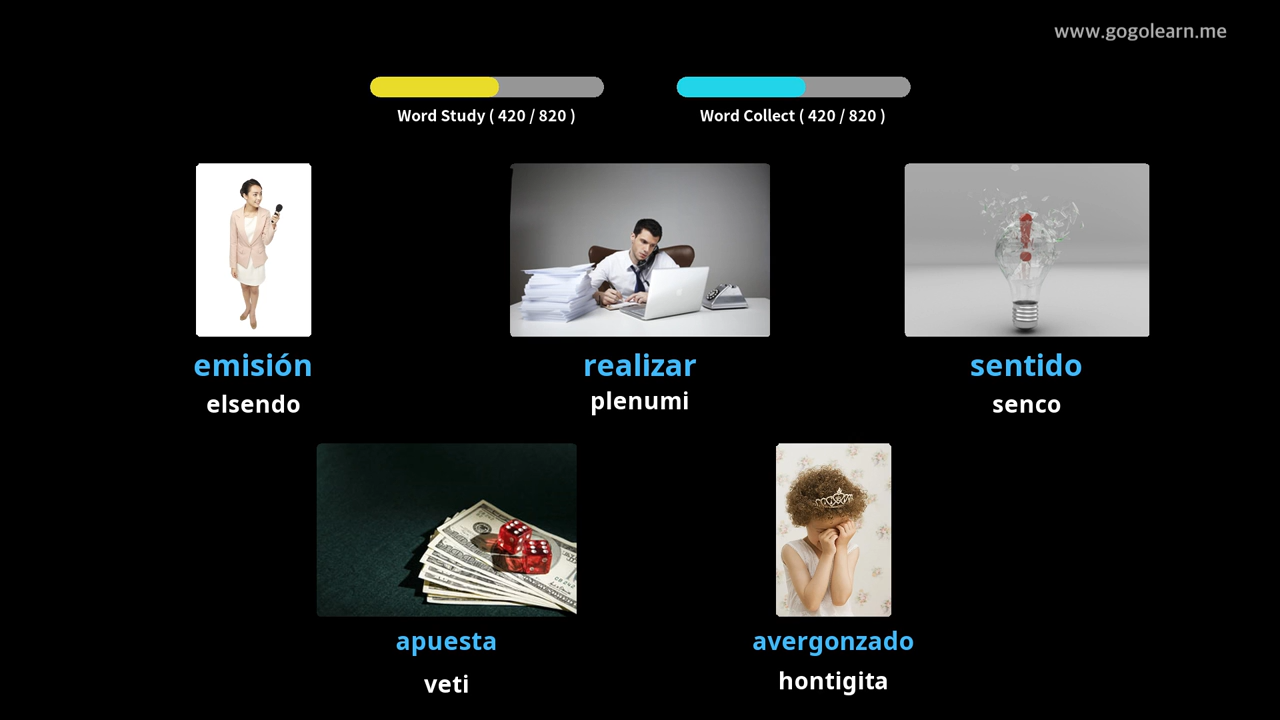 www.gogolearn.me
Word Study ( 420 / 820 )
Word Collect ( 420 / 820 )
emisión
elsendo
realizar
plenumi
sentido
senco
apuesta
veti
avergonzado
hontigita